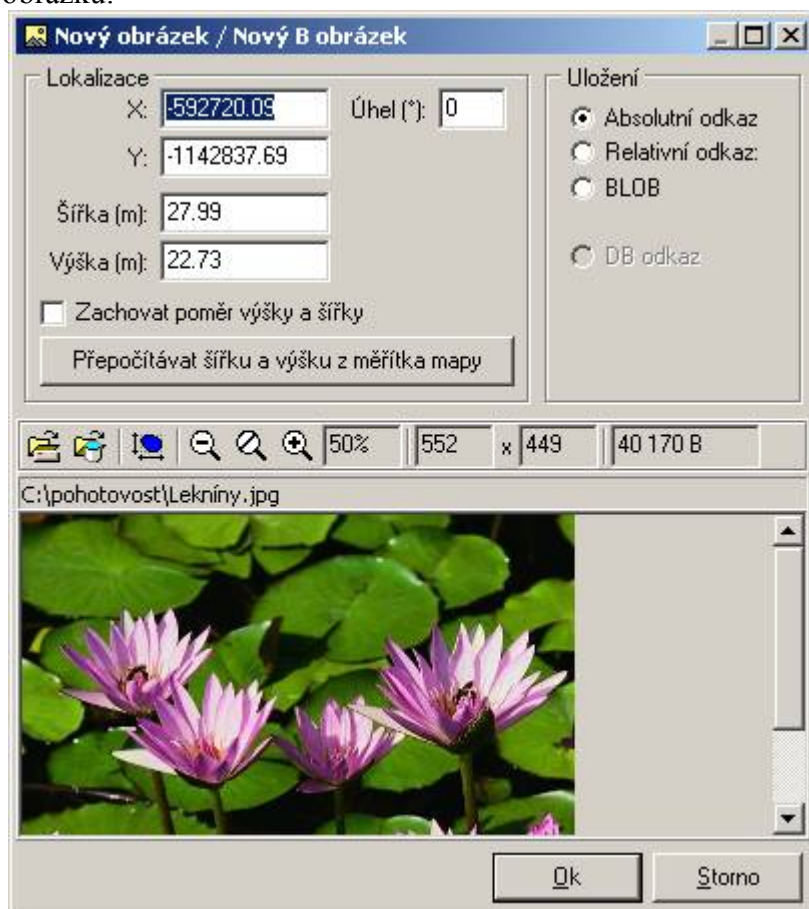 obrázku.
Nový obrázek / Nový B obrázek
Lokalizace
X: -592720.09 Úhel (°): 0
Y: -1142837.69
Šířka (m): 27.99
Výška (m): 22.73
Zachovat poměr výšky a šířky
Přepočítávat šířku a výšku z měřítka mapy
Uložení
Absolutní odkaz
Relativní odkaz:
BLOB
DB odkaz
50% 552 x 449 40 170 B
C:\pohotovost\Lekníny.jpg
Ok Storno